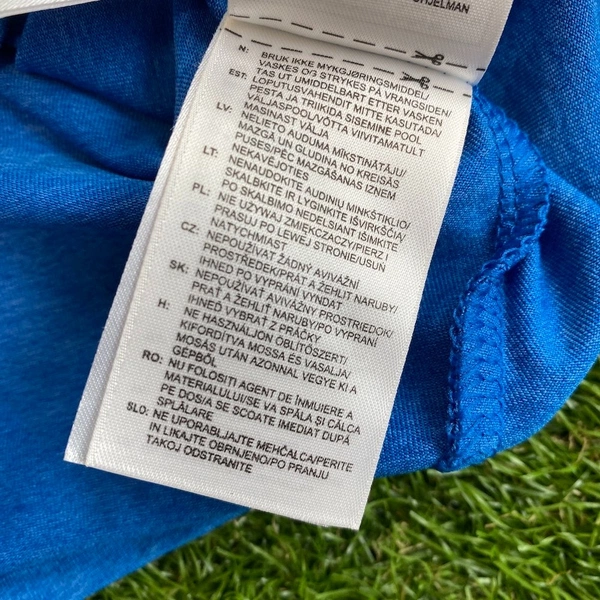 OHJELMAN
N: BRUK IKKE MYKGJØRINGSMIDDEL/
VASKES OG STRYKES PÅ VRANGSIDEN/
TAS UT UMIDDELBART ETTER VASKEN
EST: LOPUTUSVAHENDIT MITTE KASUTADA/
PESTA JA TRIIKIDA SISEMINE POOL
VÄLJASPOOL/VÕTTA VIIVITAMATULT
MASINAST VÄLJA
LV: NELIETO AUDUMA MĪKSTINĀTĀJU/
MAZGĀ UN GLUDINA NO KREISĀS
PUSES/PĒC MAZGĀŠANAS IZŅEM
NEKAVĒJOTIES
LT: NENAUDOKITE AUDINIŲ MINKŠTIKLIO/
SKALBKITE IR LYGINKITE IŠVIRKŠČIĄ/
PO SKALBIMO NEDELSIANT IŠIMKITE
PL: NIE UŻYWAJ ZMIĘKCZACZY/PIERZ I
PRASUJ PO LEWEJ STRONIE/USUŃ
NATYCHMIAST
CZ: NEPOUŽÍVAT ŽÁDNÝ AVIVÁŽNÍ
PROSTŘEDEK/PRÁT A ŽEHLIT NARUBY/
IHNED PO VYPRÁNÍ VYNDAT
SK: NEPOUŽÍVAŤ AVIVÁŽNY PROSTRIEDOK/
PRAŤ A ŽEHLIŤ NARUBY/PO VYPRANÍ
IHNEĎ VYBRAŤ Z PRÁČKY
H: NE HASZNÁLJON ÖBLÍTŐSZERT/
KIFORDÍTVA MOSSA ÉS VASALJA/
MOSÁS UTÁN AZONNAL VEGYE KI A
GÉPBŐL
RO: NU FOLOSITI AGENT DE ÎNMUIERE A
MATERIALULUI/SE VA SPĂLA ŞI CĂLCA
PE DOS/A SE SCOATE IMEDIAT DUPĂ
SPĂLARE
SLO: NE UPORABLJAJTE MEHČALCA/PERITE
IN LIKAJTE OBRNJENO/PO PRANJU
TAKOJ ODSTRANITE